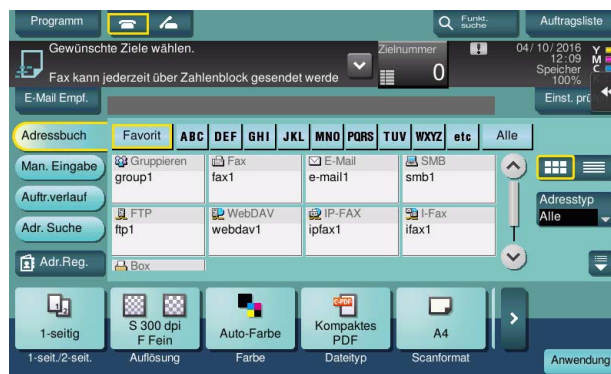 Programm
Funkt. suche
Auftragsliste
Gewünschte Ziele wählen.
Fax kann jederzeit über Zahlenblock gesendet werde
Zielnummer
0
04/10/2016
12:09
Speicher
100%
Y
M
C
E-Mail Empf.
Einst. prü
Adressbuch
Favorit ABC DEF GHI JKL MNO PQRS TUV WXYZ etc Alle
Man. Eingabe
Auftr.verlauf
Adr. Suche
Adr.Reg.
Gruppieren
group1
Fax
fax1
E-Mail
e-mail1
SMB
smb1
FTP
ftp1
WebDAV
webdav1
IP-FAX
ipfax1
I-Fax
ifax1
Box
Adresstyp
Alle
1-seitig
1-seit./2-seit.
S 300 dpi
F Fein
Auflösung
Auto-Farbe
Farbe
Kompaktes
PDF
Dateityp
A4
Scanformat
Anwendung